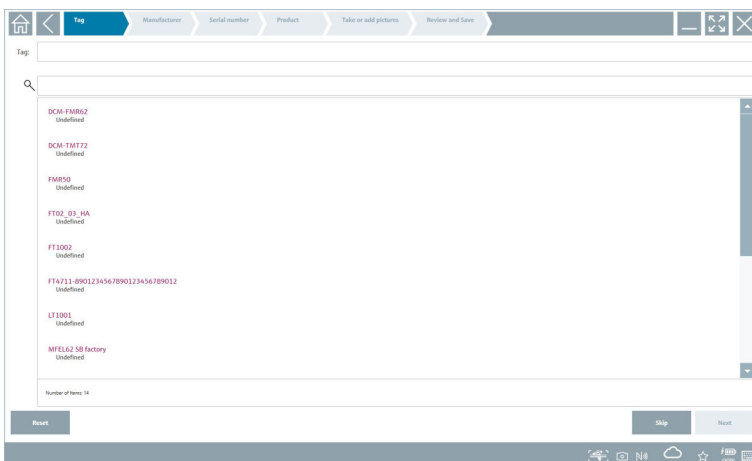 Tag
Manufacturer
Serial number
Product
Take or add pictures
Review and Save
Tag:
DCM-FMR62
Undefined
DCM-TMT72
Undefined
FMR50
Undefined
FT02_03_HA
Undefined
FT1002
Undefined
FT4711-8901234567890123456789012
Undefined
LT1001
Undefined
MFEL62 SB factory
Undefined
Number of Items: 14
Reset
Skip
Next